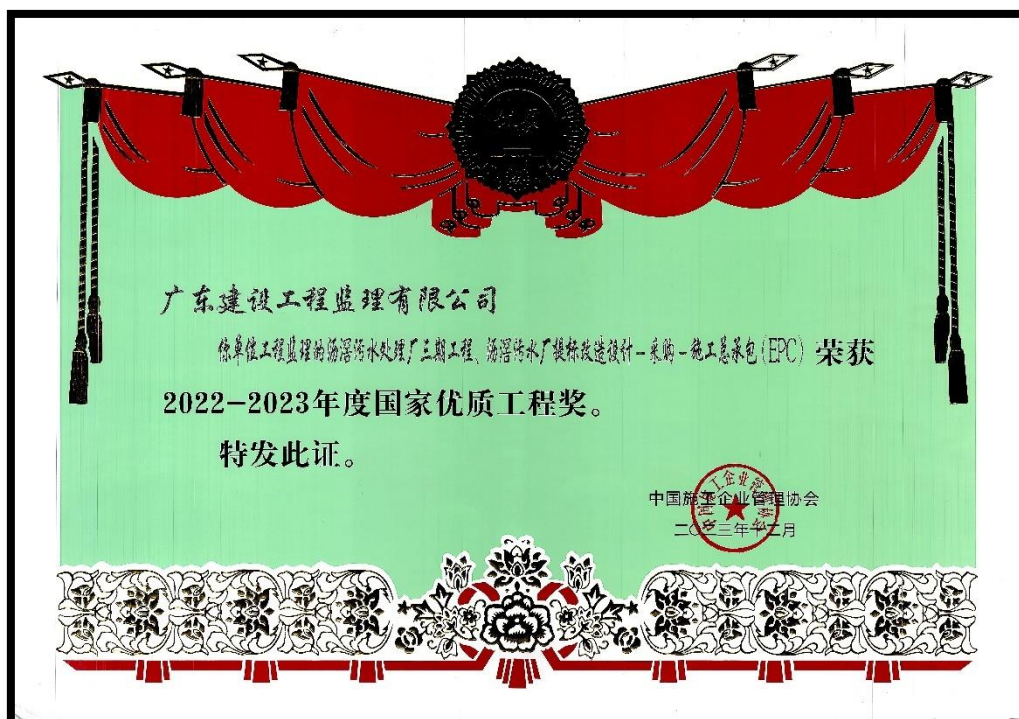 广东建设工程监理有限公司
你单位工程监理的沥滘污水处理厂三期工程、沥滘污水厂提标改造设计-采购-施工总承包(EPC) 荣获
2022-2023年度国家优质工程奖。
特发此证。
中国施工企业管理协会
二〇二三年十二月